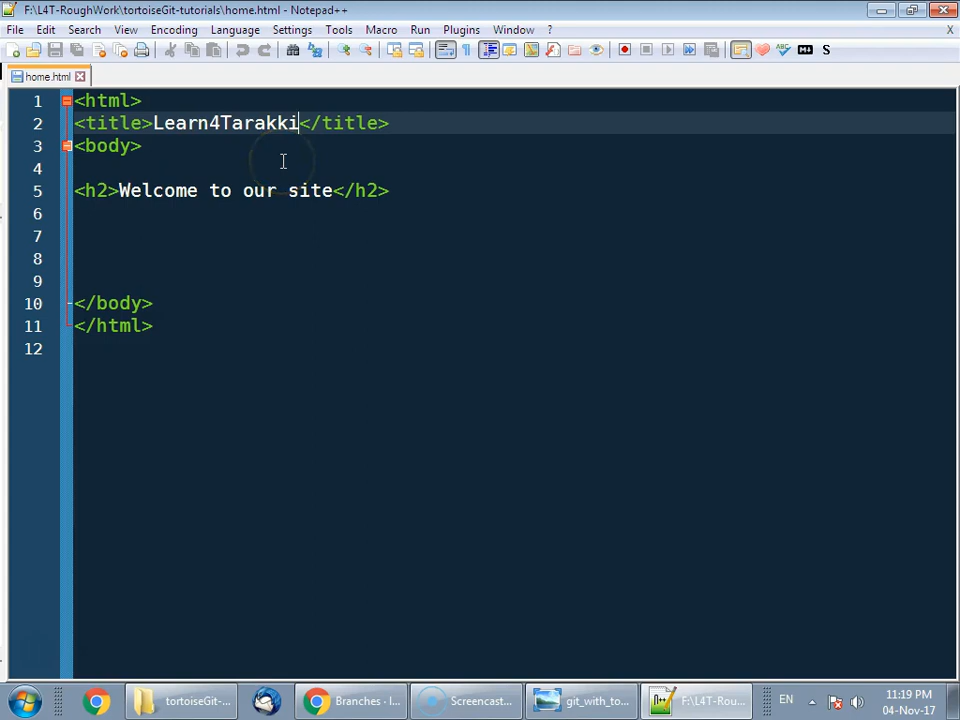 F:\L4T-RoughWork\tortoiseGit-tutorials\home.html - Notepad++
File Edit Search View Encoding Language Settings Tools Macro Run Plugins Window ? X
home.html
1 <html>
2 <title>Learn4Tarakki</title>
3 <body>
4
5 <h2>Welcome to our site</h2>
6
7
8
9
10 </body>
11 </html>
12
tortoiseGit-... Branches - l... Screencast... git_with_to... F:\L4T-Rou... EN 11:19 PM
04-Nov-17